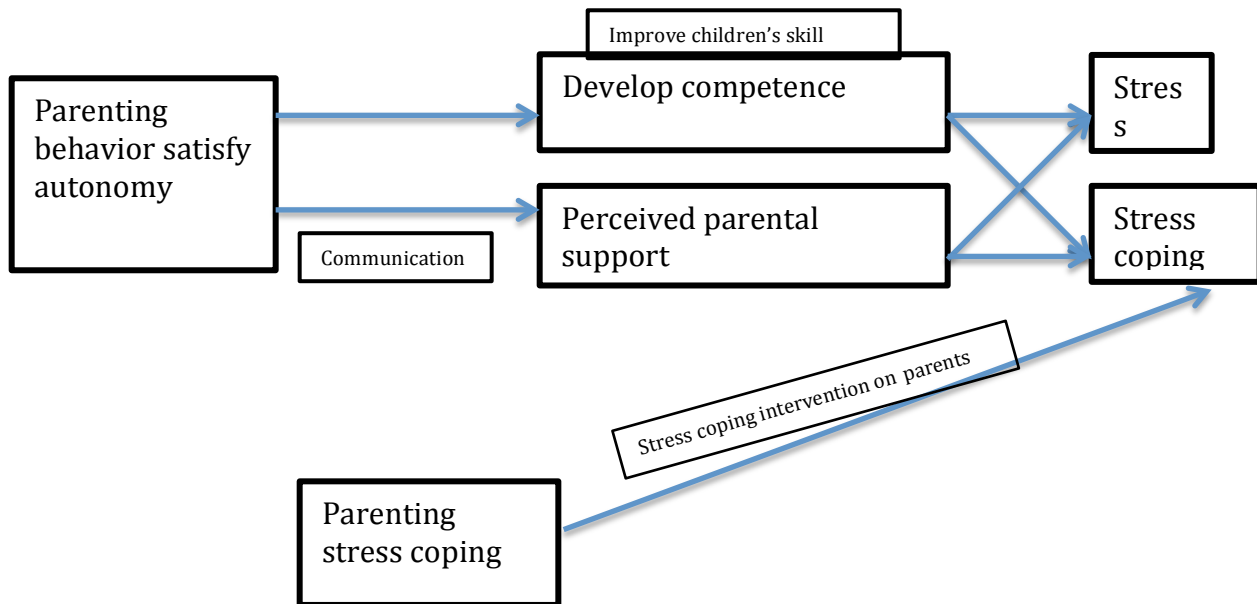 Improve children's skill
Parenting
behavior satisfy
autonomy
Develop competence
Stres
s
Communication
Perceived parental
support
Stress
coping
Stress coping intervention on parents
Parenting
stress coping